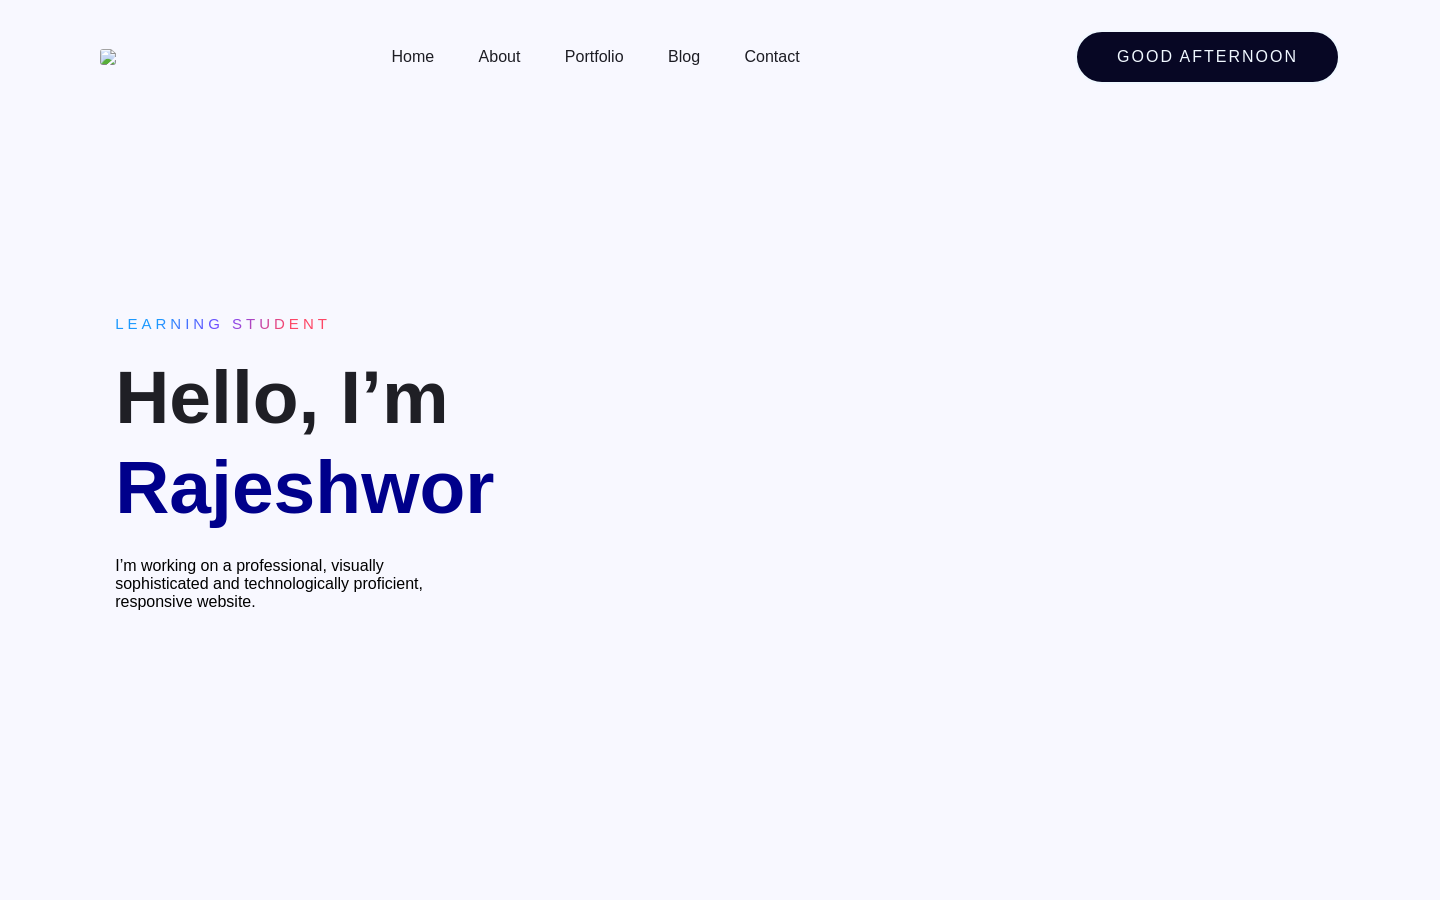 Home About Portfolio Blog Contact GOOD AFTERNOON
LEARNING STUDENT
Hello, I’m
Rajeshwor
I’m working on a professional, visually
sophisticated and technologically proficient,
responsive website.